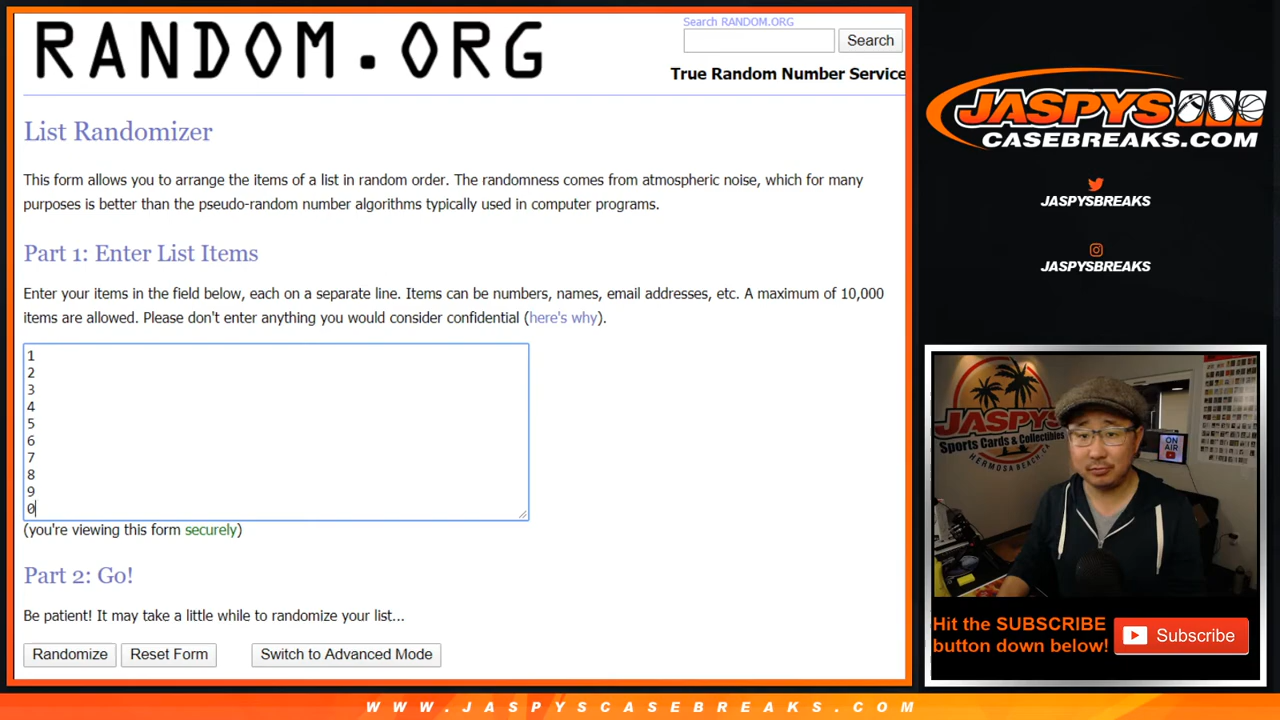 RANDOM.ORG
Search RANDOM.ORG
Search
True Random Number Service
List Randomizer
This form allows you to arrange the items of a list in random order. The randomness comes from atmospheric noise, which for many
purposes is better than the pseudo-random number algorithms typically used in computer programs.
Part 1: Enter List Items
Enter your items in the field below, each on a separate line. Items can be numbers, names, email addresses, etc. A maximum of 10,000
items are allowed. Please don't enter anything you would consider confidential (here's why).
1
2
3
4
5
6
7
8
9
0
(you're viewing this form securely)
Part 2: Go!
Be patient! It may take a little while to randomize your list...
Randomize
Reset Form
Switch to Advanced Mode
JASPYS
CASEBREAKS.COM
JASPYSBREAKS
JASPYSBREAKS
JASPYS
Sports Cards & Collectibles
HERMOSA BEACH, CA
ON
AIR
Hit the SUBSCRIBE
button down below!
Subscribe
WWW.JASPYSCASEBREAKS.COM